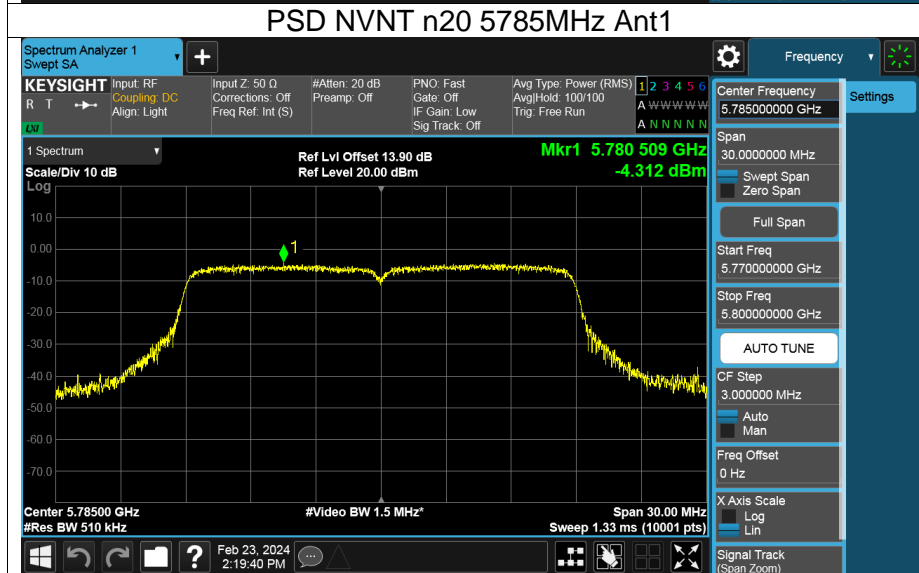 PSD NVNT n20 5785MHz Ant1
Spectrum Analyzer 1
Swept SA
+
Frequency
KEYSIGHT
R T
LXI
Input: RF
Coupling: DC
Align: Light
Input Z: 50 Ω
Corrections: Off
Freq Ref: Int (S)
#Atten: 20 dB
Preamp: Off
PNO: Fast
Gate: Off
IF Gain: Low
Sig Track: Off
Avg Type: Power (RMS)
Avg|Hold: 100/100
Trig: Free Run
1 2 3 4 5 6
A W W W W W
A N N N N N
1 Spectrum
Scale/Div 10 dB
Log
Ref Lvl Offset 13.90 dB
Ref Level 20.00 dBm
Mkr1 5.780 509 GHz
-4.312 dBm
10.0
0.00
-10.0
-20.0
-30.0
-40.0
-50.0
-60.0
-70.0
1
Center 5.78500 GHz
#Res BW 510 kHz
#Video BW 1.5 MHz*
Span 30.00 MHz
Sweep 1.33 ms (10001 pts)
?
Feb 23, 2024
2:19:40 PM
Center Frequency
5.785000000 GHz
Settings
Span
30.0000000 MHz
Swept Span
Zero Span
Full Span
Start Freq
5.770000000 GHz
Stop Freq
5.800000000 GHz
AUTO TUNE
CF Step
3.000000 MHz
Auto
Man
Freq Offset
0 Hz
X Axis Scale
Log
Lin
Signal Track
(Span Zoom)